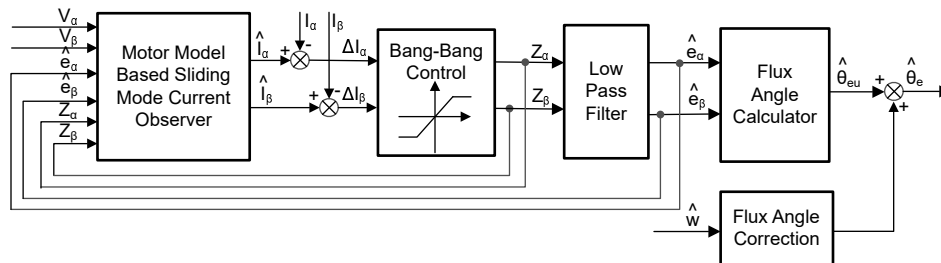 Vα
Vβ
êα
êβ
Zα
Zβ
Motor Model
Based Sliding
Mode Current
Observer
Îα
Îβ
+
-
Iα
Iβ
+
-
ΔIα
ΔIβ
Bang-Bang
Control
Zα
Zβ
Low
Pass
Filter
êα
êβ
Flux
Angle
Calculator
θ̂eu
+
+
θ̂e
ŵ
Flux Angle
Correction